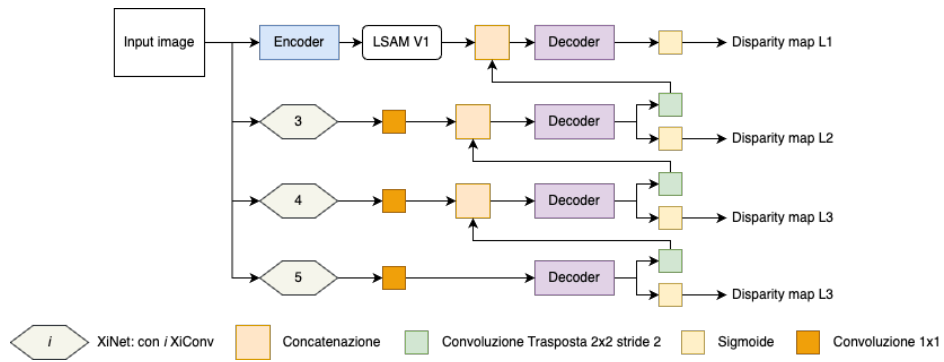 Input image
Encoder
LSAM V1
Decoder
Disparity map L1
3
Decoder
Disparity map L2
4
Decoder
Disparity map L3
5
Decoder
Disparity map L3
i
XiNet: con i XiConv
Concatenazione
Convoluzione Trasposta 2x2 stride 2
Sigmoide
Convoluzione 1x1